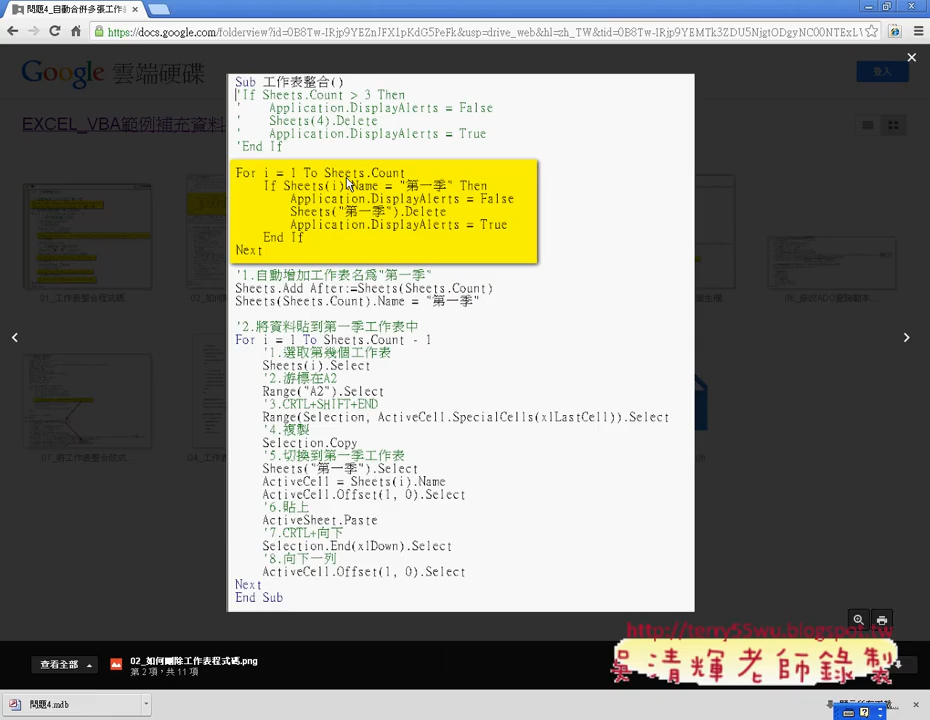 問題4_自動合併多張工作
https://docs.google.com/folderview?id=0B8Tw-IRjp9YEZnJFX1pKdG5PeFk&usp=drive_web&hl=zh_TW&tid=0B8Tw-IRjp9YEMTk3ZDU5NjgtODgyNC00NTExLW
Google 雲端硬碟
登入
EXCEL_VBA範例補充資料
Sub 工作表整合()
'If Sheets.Count > 3 Then
'    Application.DisplayAlerts = False
'    Sheets(4).Delete
'    Application.DisplayAlerts = True
'End If
For i = 1 To Sheets.Count
If Sheets(i).Name = "第一季" Then
Application.DisplayAlerts = False
Sheets("第一季").Delete
Application.DisplayAlerts = True
End If
Next
'1.自動增加工作表名為"第一季"
Sheets.Add After:=Sheets(Sheets.Count)
Sheets(Sheets.Count).Name = "第一季"
'2.將資料貼到第一季工作表中
For i = 1 To Sheets.Count - 1
'1.選取第幾個工作表
Sheets(i).Select
'2.游標在A2
Range("A2").Select
'3.CRTL+SHIFT+END
Range(Selection, ActiveCell.SpecialCells(xlLastCell)).Select
'4.複製
Selection.Copy
'5.切換到第一季工作表
Sheets("第一季").Select
ActiveCell = Sheets(i).Name
ActiveCell.Offset(1, 0).Select
'6.貼上
ActiveSheet.Paste
'7.CRTL+向下
Selection.End(xlDown).Select
'8.向下一列
ActiveCell.Offset(1, 0).Select
Next
End Sub
01_工作表整合程式碼
http://terry55wu.blogspot.tw
吳清輝老師錄製
查看全部
02_如何刪除工作表程式碼.png
第 2 項，共 11 項
問題4.mdb